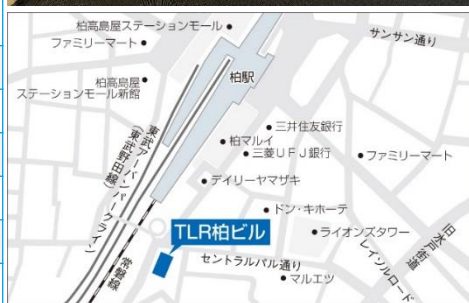 柏髙島屋ステーションモール
ファミリーマート
サンサン通り
柏駅
柏髙島屋
ステーションモール新館
三井住友銀行
柏マルイ
三菱UFJ銀行
ファミリーマート
東武アーバンパークライン
(東武野田線)
デイリーヤマザキ
ドン・キホーテ
旧水戸街道
TLR柏ビル
ライオンズタワー
レイソルロード
セントラルパル通り
常磐線
マルエツ